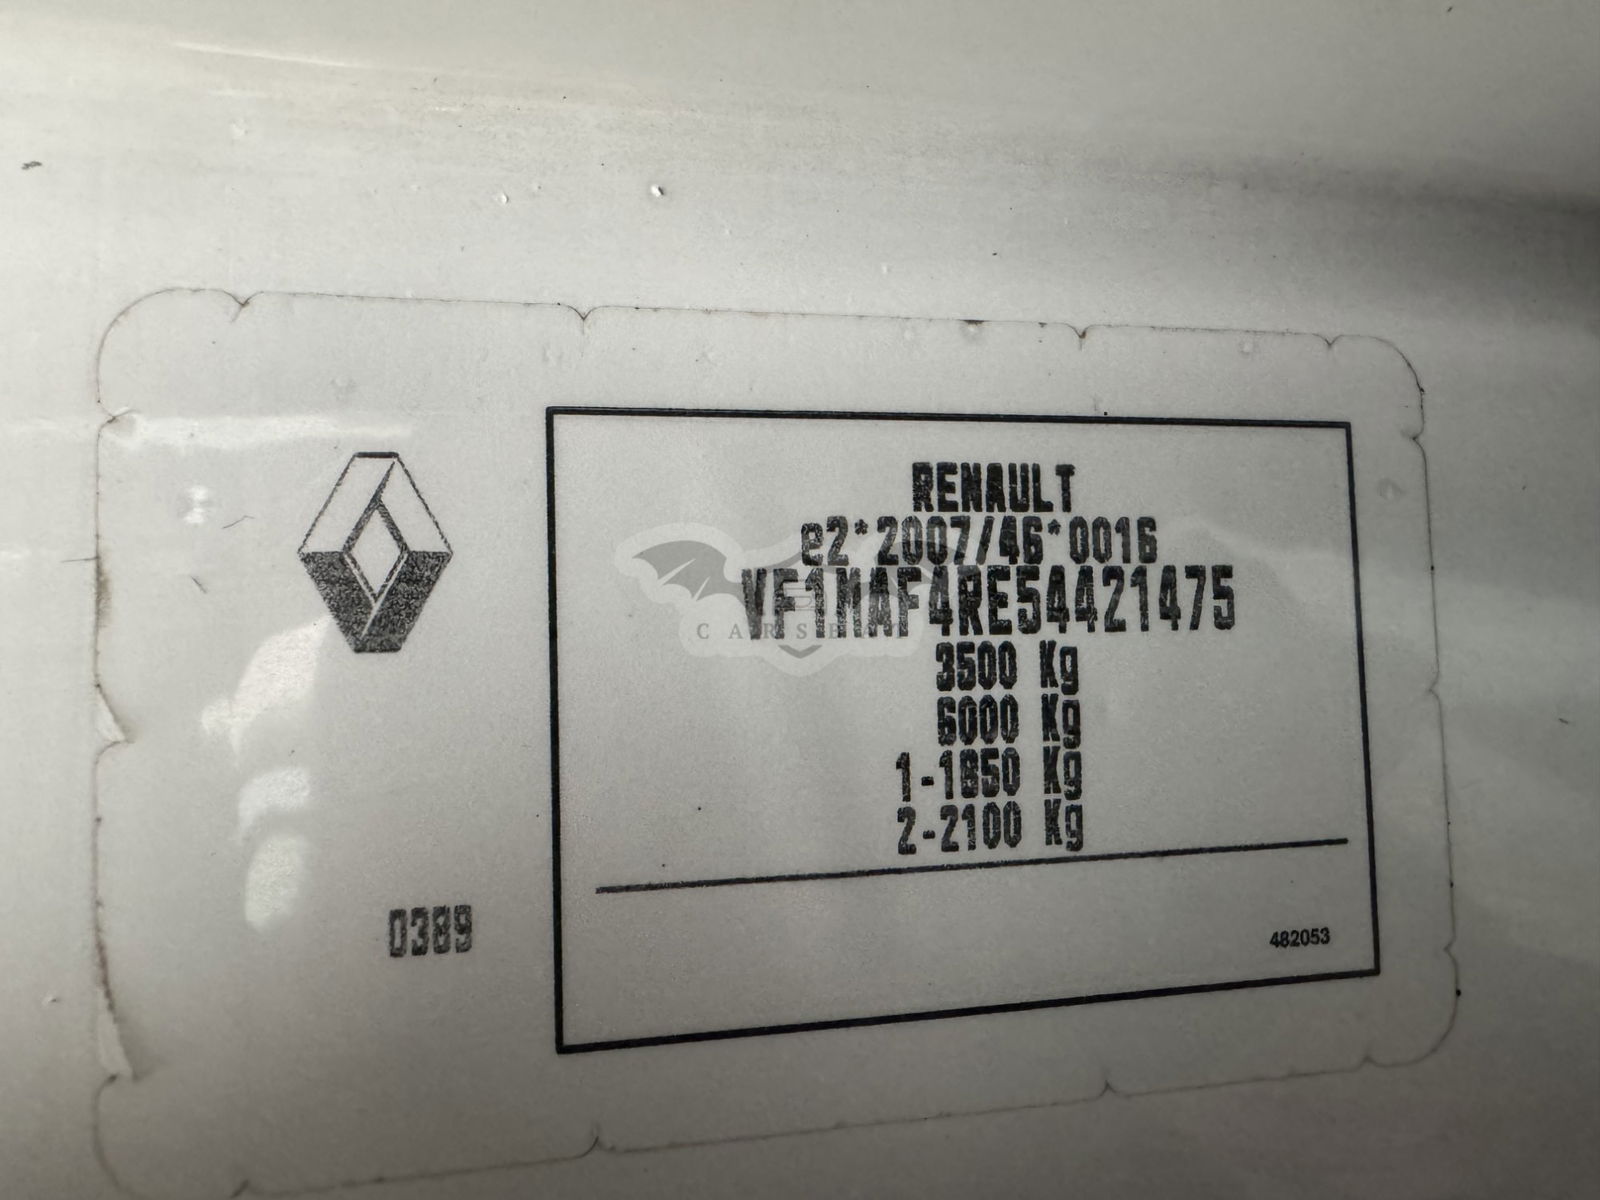 RENAULT
e2*2007/46*0016
VF1MAF4RE54421475
3500 Kg
6000 Kg
1-1850 Kg
2-2100 Kg
0389
482053